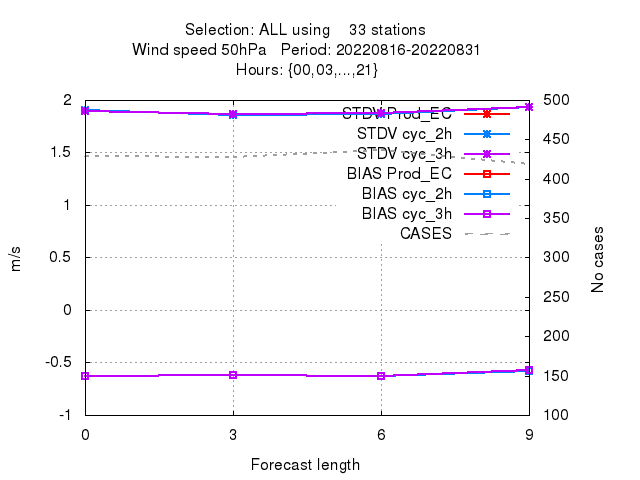 Selection: ALL using 33 stations
Wind speed 50hPa Period: 20220816-20220831
Hours: {00,03,...,21}
2 500
STDV Prod_EC
450
STDV cyc_2h
1.5 STDV cyc_3h
400
BIAS Prod_EC
BIAS cyc_2h
1 350
BIAS cyc_3h
CASES
0.5 300
m/s
No cases
250
0
200
-0.5
150
-1 100
0 3 6 9
Forecast length